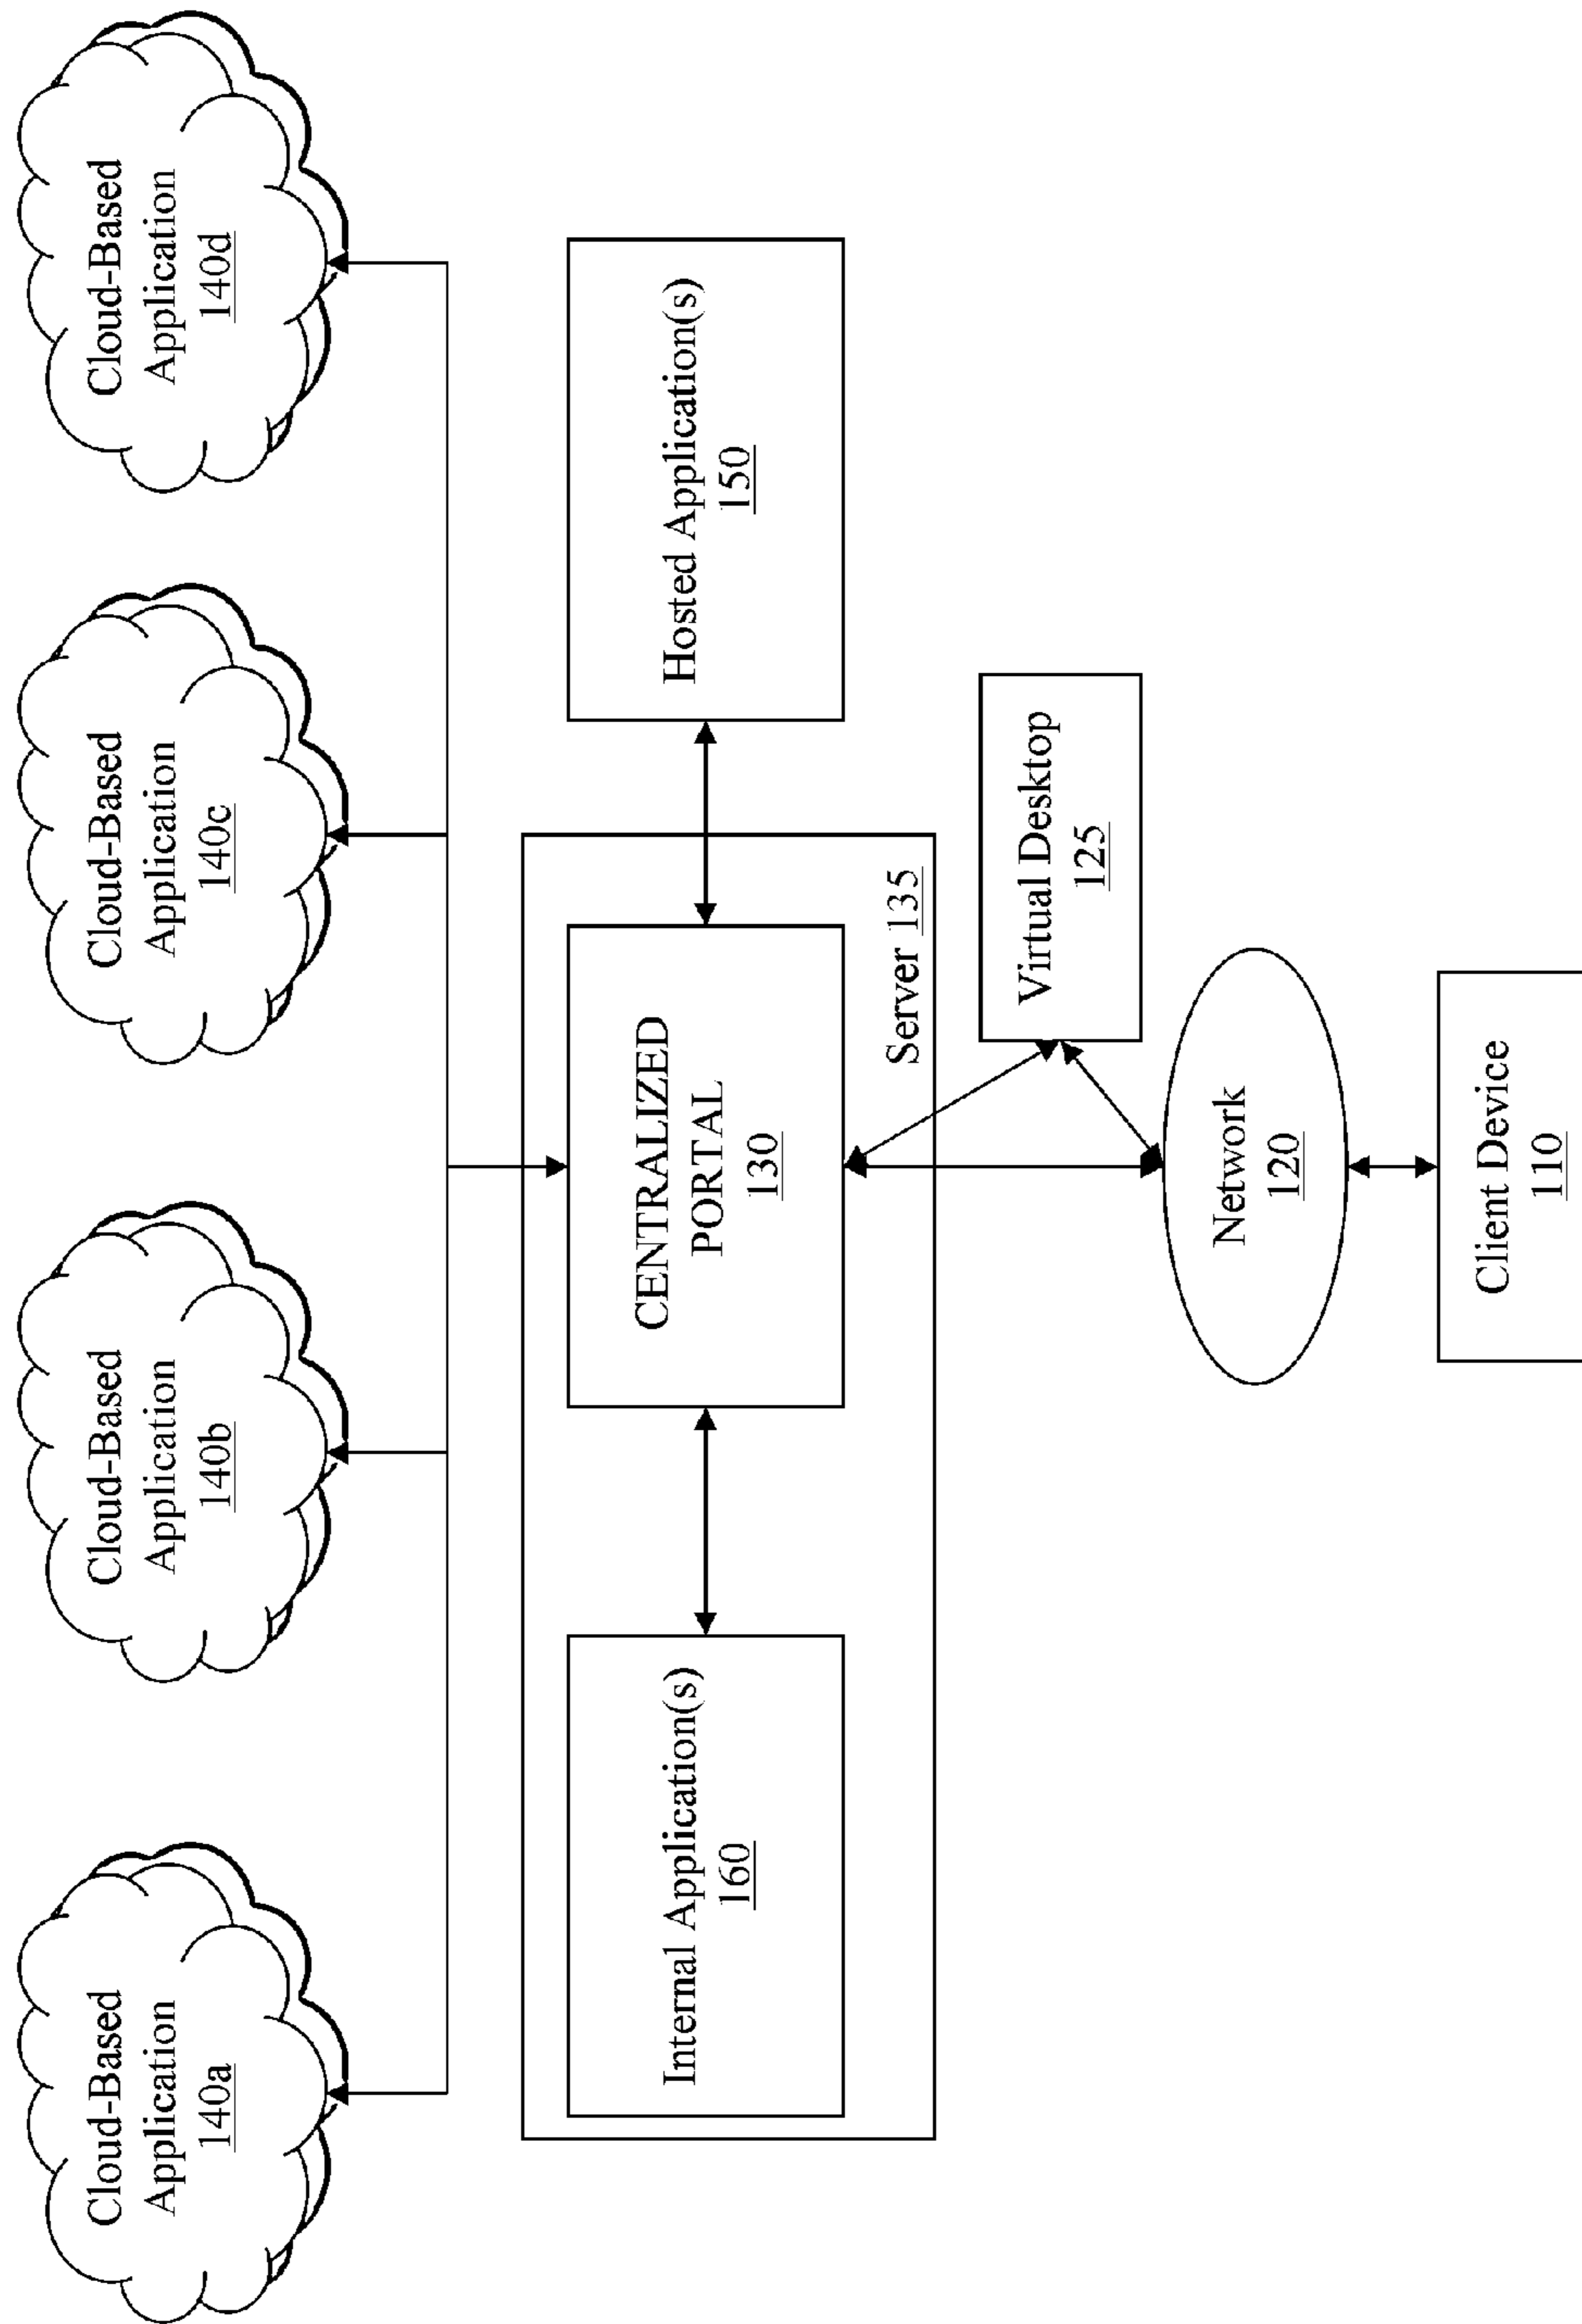 Cloud-Based
Application
140a
Cloud-Based
Application
140b
Cloud-Based
Application
140c
Cloud-Based
Application
140d
Internal Application(s)
160
CENTRALIZED
PORTAL
130
Hosted Application(s)
150
Server 135
Virtual Desktop
125
Network
120
Client Device
110